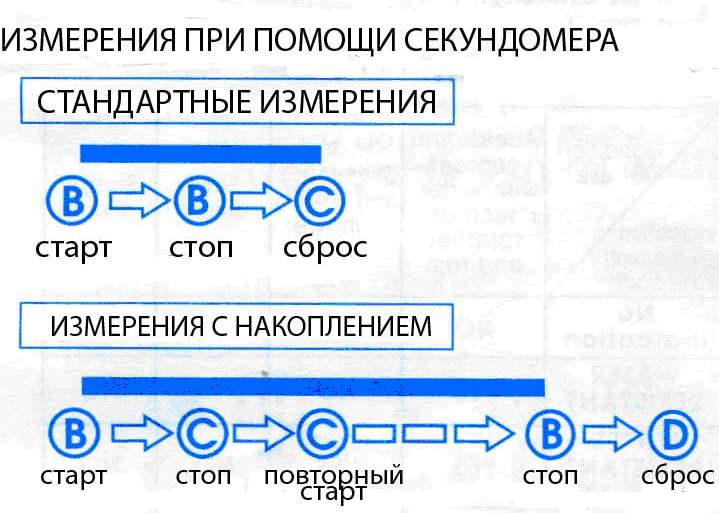 ИЗМЕРЕНИЯ ПРИ ПОМОЩИ СЕКУНДОМЕРА
СТАНДАРТНЫЕ ИЗМЕРЕНИЯ
B B C
старт стоп сброс
ИЗМЕРЕНИЯ С НАКОПЛЕНИЕМ
B C C B D
старт стоп повторный стоп сброс
старт